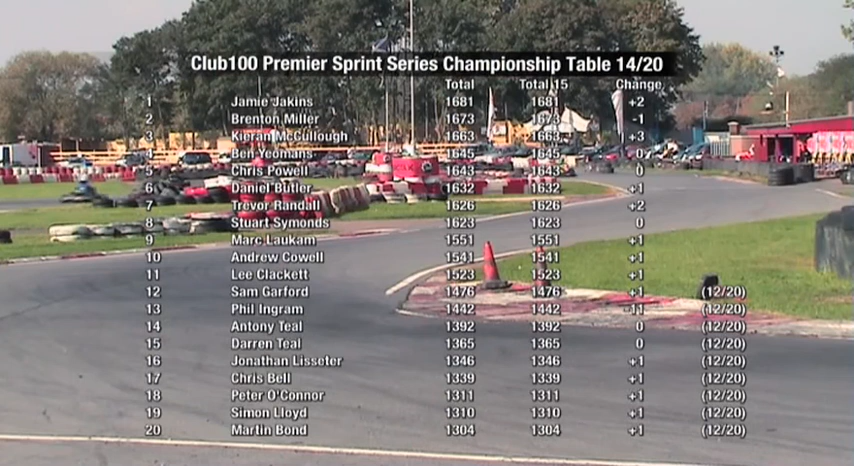 Club100 Premier Sprint Series Championship Table 14/20
Total Total 15 Change
1 Jamie Jakins 1681 1681 +2
2 Brenton Miller 1673 1673 -1
3 Kieran McCullough 1663 1663 +3
4 Ben Yeomans 1645 1645 0
5 Chris Powell 1643 1643 0
6 Daniel Butler 1632 1632 +1
7 Trevor Randall 1626 1626 +2
8 Stuart Symonds 1623 1623 0
9 Marc Laukam 1551 1551 +1
10 Andrew Cowell 1541 1541 +1
11 Lee Clackett 1523 1523 +1
12 Sam Garford 1476 1476 +1 (12/20)
13 Phil Ingram 1442 1442 -11 (12/20)
14 Antony Teal 1392 1392 0 (12/20)
15 Darren Teal 1365 1365 0 (12/20)
16 Jonathan Lisseter 1346 1346 +1 (12/20)
17 Chris Bell 1339 1339 +1 (12/20)
18 Peter O'Connor 1311 1311 +1 (12/20)
19 Simon Lloyd 1310 1310 +1 (12/20)
20 Martin Bond 1304 1304 +1 (12/20)